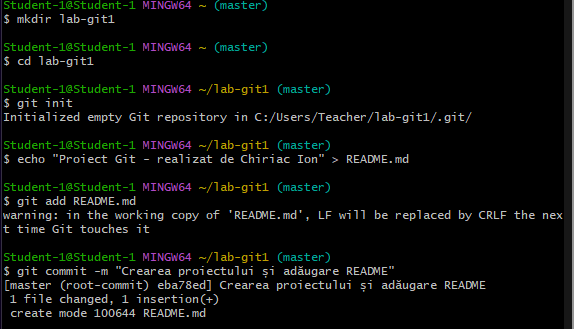 Student-1@Student-1 MINGW64 ~ (master)
$ mkdir lab-git1
Student-1@Student-1 MINGW64 ~ (master)
$ cd lab-git1
Student-1@Student-1 MINGW64 ~/lab-git1 (master)
$ git init
Initialized empty Git repository in C:/Users/Teacher/lab-git1/.git/
Student-1@Student-1 MINGW64 ~/lab-git1 (master)
$ echo "Proiect Git - realizat de Chiriac Ion" > README.md
Student-1@Student-1 MINGW64 ~/lab-git1 (master)
$ git add README.md
warning: in the working copy of 'README.md', LF will be replaced by CRLF the nex
t time Git touches it
Student-1@Student-1 MINGW64 ~/lab-git1 (master)
$ git commit -m "Crearea proiectului și adăugare README"
[master (root-commit) eba78ed] Crearea proiectului și adăugare README
 1 file changed, 1 insertion(+)
 create mode 100644 README.md